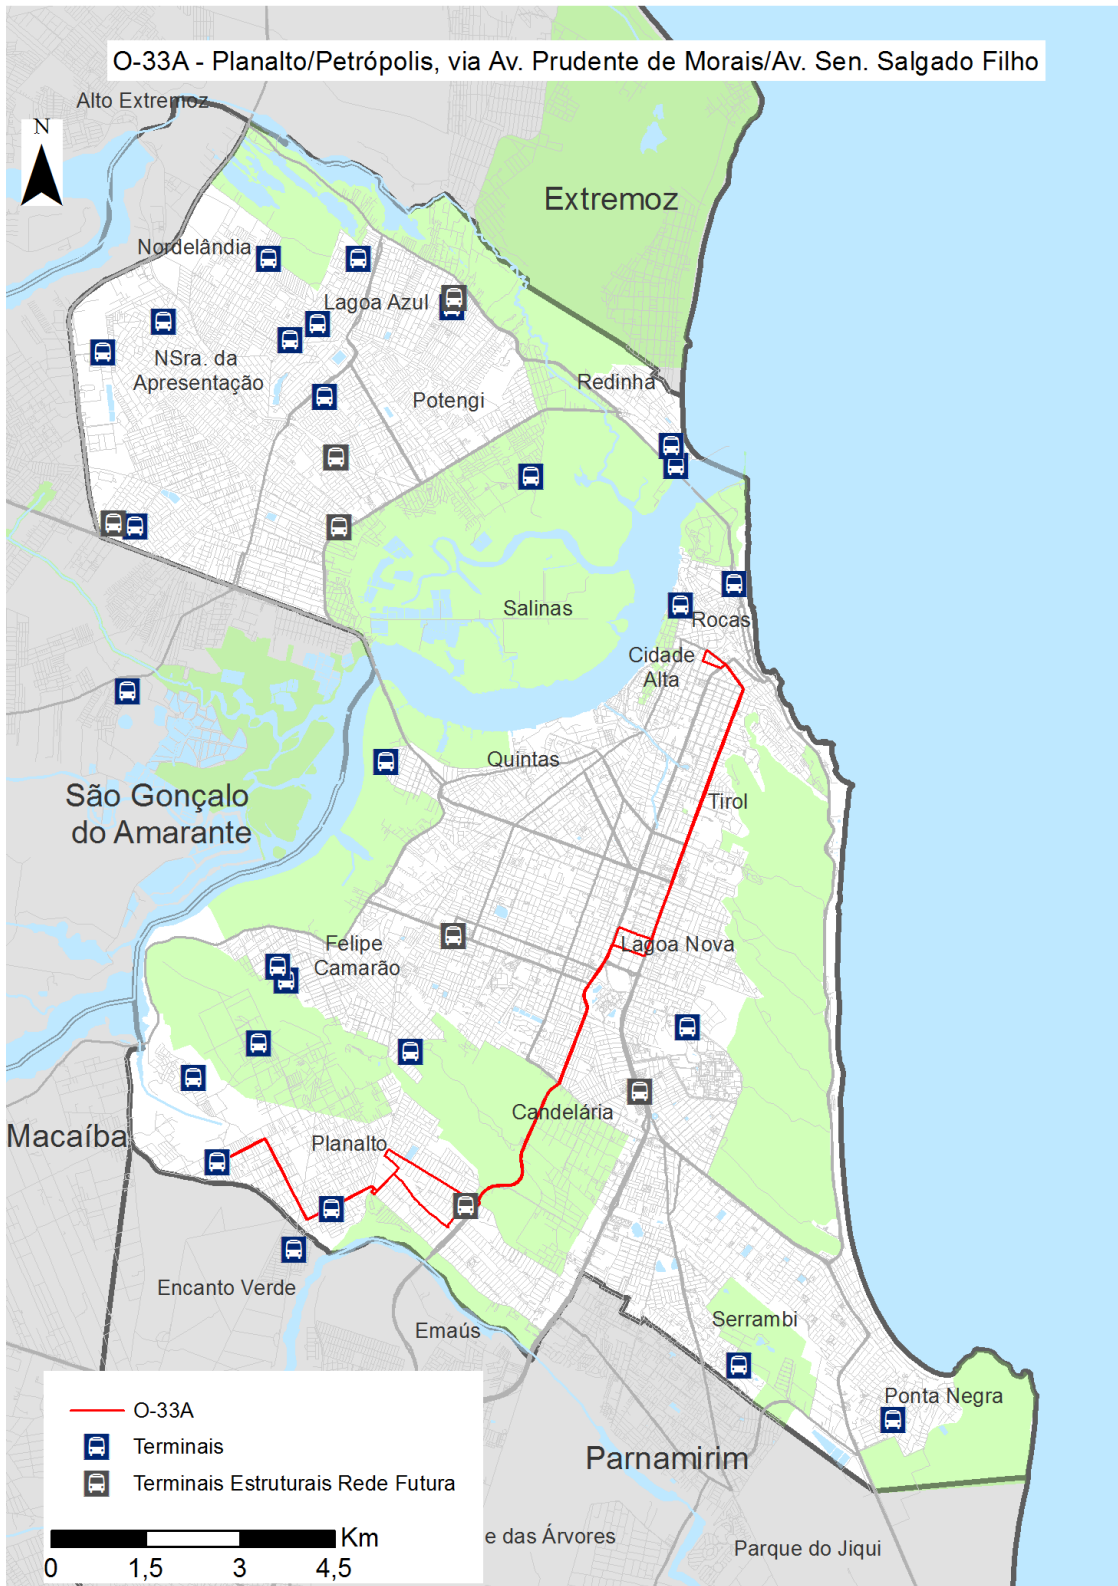 O-33A - Planalto/Petrópolis, via Av. Prudente de Morais/Av. Sen. Salgado Filho
Alto Extremoz
N
Extremoz
Nordelândia
Lagoa Azul
NSra. da
Apresentação
Redinha
Potengi
Salinas
Rocas
Cidade
Alta
Quintas
São Gonçalo
do Amarante
Tirol
Felipe
Camarão
Lagoa Nova
Candelária
Macaíba
Planalto
Encanto Verde
Emaús
Serrambi
Ponta Negra
Parnamirim
e das Árvores
Parque do Jiqui
O-33A
Terminais
Terminais Estruturais Rede Futura
Km
0 1,5 3 4,5